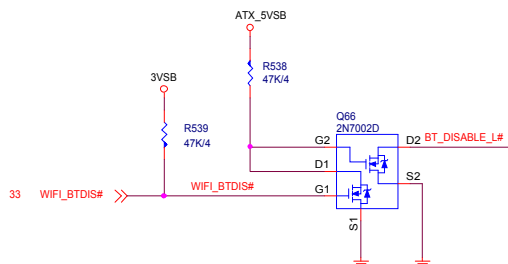 ATX_5VSB
R538
47K/4
3VSB
R539
47K/4
Q66
2N7002D
G2
D2
BT_DISABLE_L#
D1
S2
33
WIFI_BTDIS#
WIFI_BTDIS#
G1
S1